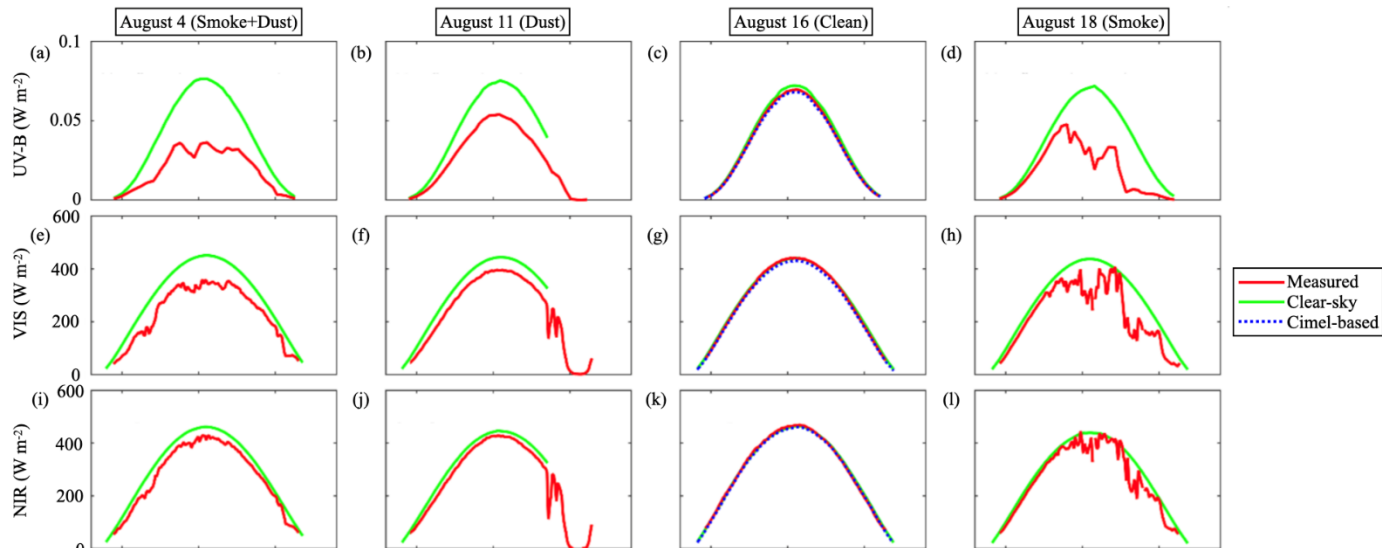 August 4 (Smoke+Dust)
August 11 (Dust)
August 16 (Clean)
August 18 (Smoke)
(a)
(b)
(c)
(d)
UV-B (W m⁻²)
0.1
0.05
0
(e)
(f)
(g)
(h)
VIS (W m⁻²)
600
400
200
0
Measured
Clear-sky
Cimel-based
(i)
(j)
(k)
(l)
NIR (W m⁻²)
600
400
200
0